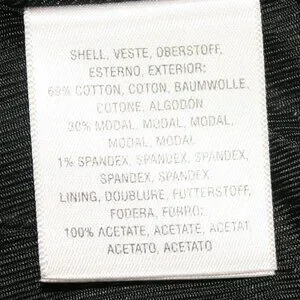 SHELL, VESTE, OBERSTOFF,
ESTERNO, EXTERIOR:
69% COTTON, COTON, BAUMWOLLE,
COTONE, ALGODON
30% MODAL, MODAL, MODAL,
MODAL, MODAL
1% SPANDEX, SPANDEX, SPANDEX,
SPANDEX, SPANDEX
LINING, DOUBLURE, FUTTERSTOFF,
FODERA, FORRO:
100% ACETATE, ACETATE, ACETAT,
ACETATO, ACETATO